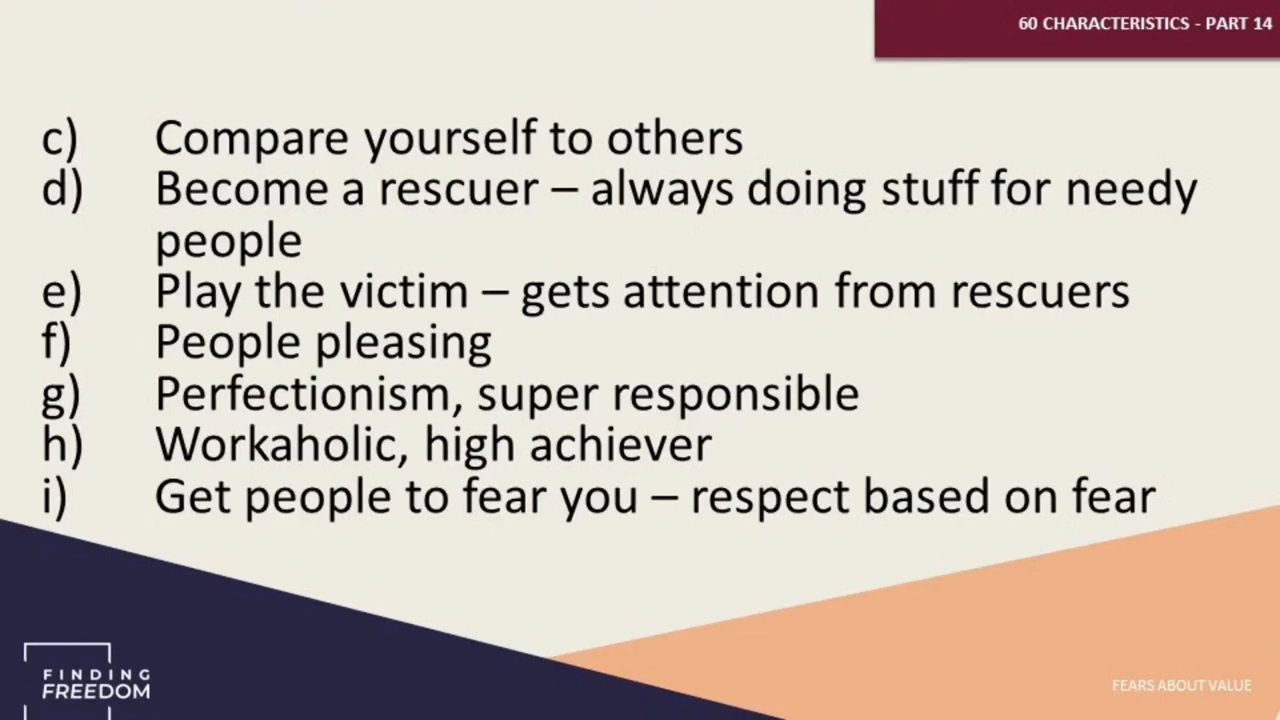 60 CHARACTERISTICS - PART 14
c) Compare yourself to others
d) Become a rescuer – always doing stuff for needy
people
e) Play the victim – gets attention from rescuers
f) People pleasing
g) Perfectionism, super responsible
h) Workaholic, high achiever
i) Get people to fear you – respect based on fear
FINDING
FREEDOM
FEARS ABOUT VALUE